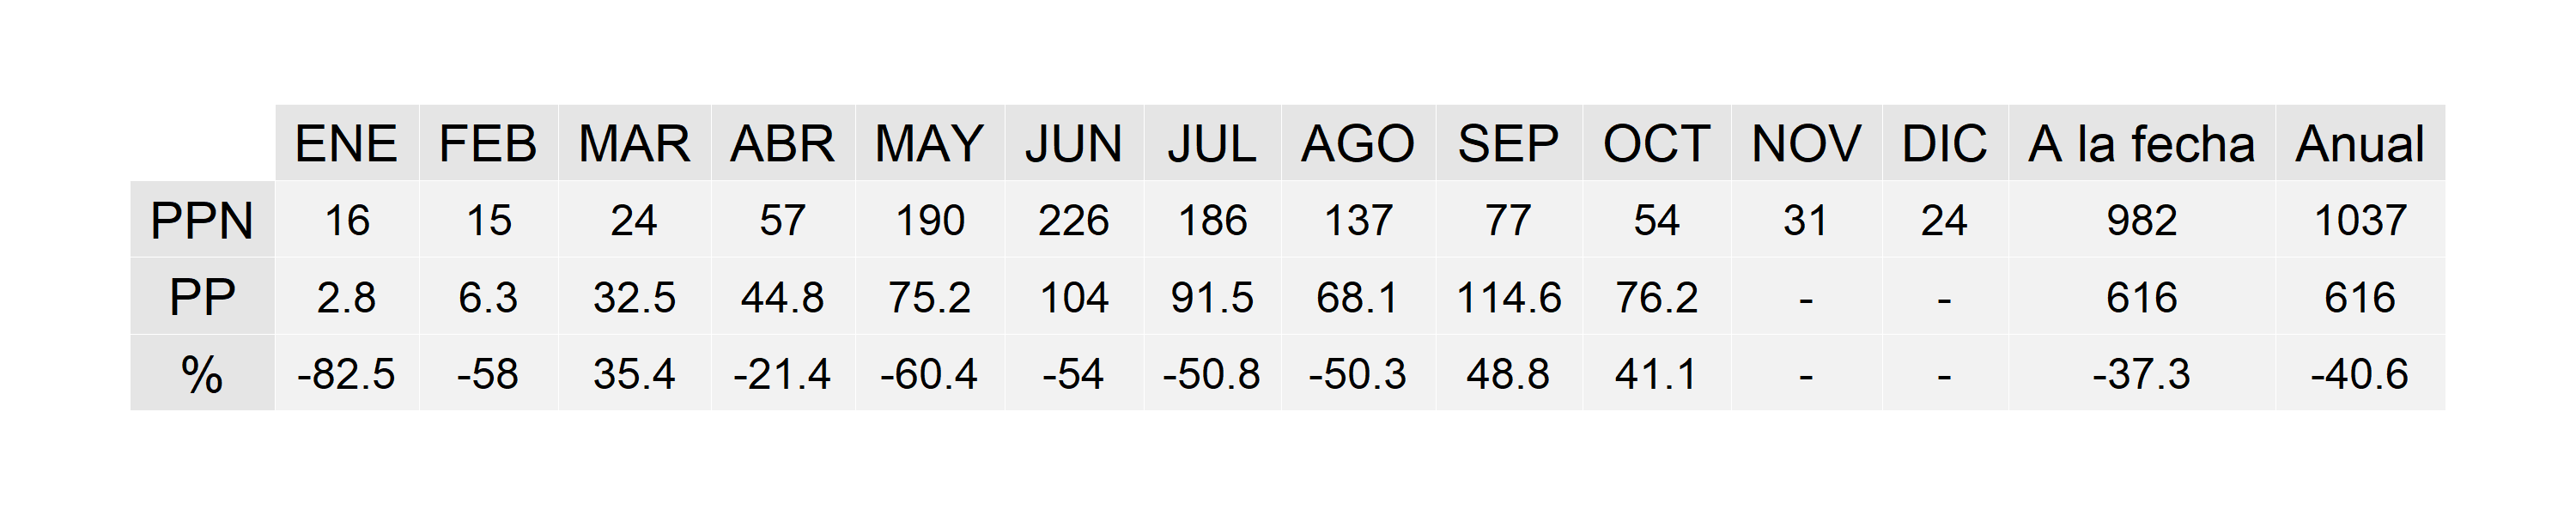 ENE FEB MAR ABR MAY JUN JUL AGO SEP OCT NOV DIC A la fecha Anual
PPN 16 15 24 57 190 226 186 137 77 54 31 24 982 1037
PP 2.8 6.3 32.5 44.8 75.2 104 91.5 68.1 114.6 76.2 - - 616 616
% -82.5 -58 35.4 -21.4 -60.4 -54 -50.8 -50.3 48.8 41.1 - - -37.3 -40.6